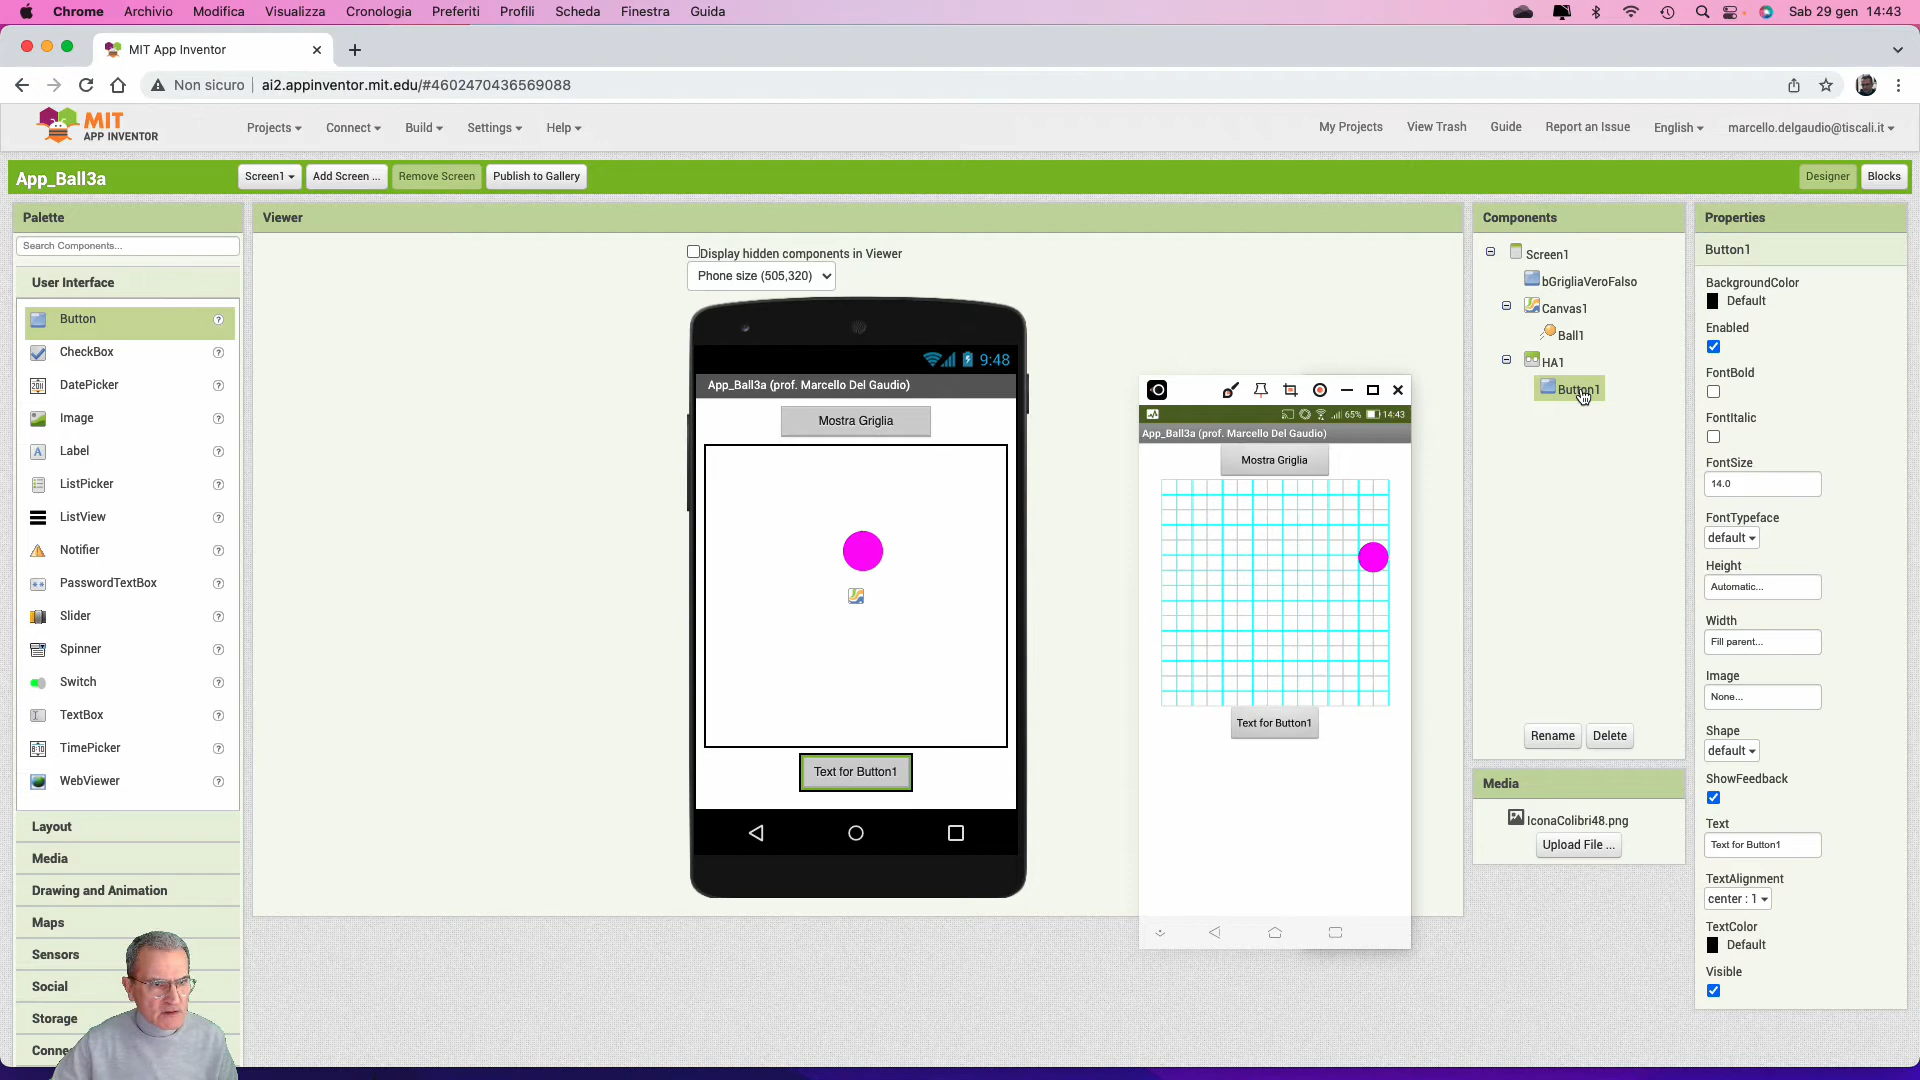 Chrome Archivio Modifica Visualizza Cronologia Preferiti Profili Scheda Finestra Guida Sab 29 gen 14:43
MIT App Inventor
Non sicuro ai2.appinventor.mit.edu/#4602470436569088
MIT
APP INVENTOR
Projects Connect Build Settings Help My Projects View Trash Guide Report an Issue English marcello.delgaudio@tiscali.it
App_Ball3a Screen1 Add Screen ... Remove Screen Publish to Gallery Designer Blocks
Palette
Search Components...
User Interface
Button
CheckBox
DatePicker
Image
Label
ListPicker
ListView
Notifier
PasswordTextBox
Slider
Spinner
Switch
TextBox
TimePicker
WebViewer
Layout
Media
Drawing and Animation
Maps
Sensors
Social
Storage
Conne
Viewer
Display hidden components in Viewer
Phone size (505,320)
9:48
App_Ball3a (prof. Marcello Del Gaudio)
Mostra Griglia
Text for Button1
65% 14:43
App_Ball3a (prof. Marcello Del Gaudio)
Mostra Griglia
Text for Button1
Components
Screen1
bGrigliaVeroFalso
Canvas1
Ball1
HA1
Button1
Rename Delete
Media
IconaColibri48.png
Upload File ...
Properties
Button1
BackgroundColor
Default
Enabled
FontBold
FontItalic
FontSize
14.0
FontTypeface
default
Height
Automatic...
Width
Fill parent...
Image
None...
Shape
default
ShowFeedback
Text
Text for Button1
TextAlignment
center : 1
TextColor
Default
Visible